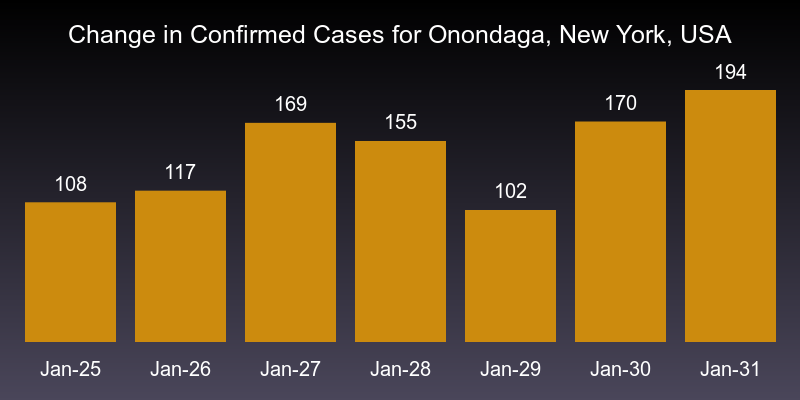 Change in Confirmed Cases for Onondaga, New York, USA
108
117
169
155
102
170
194
Jan-25
Jan-26
Jan-27
Jan-28
Jan-29
Jan-30
Jan-31